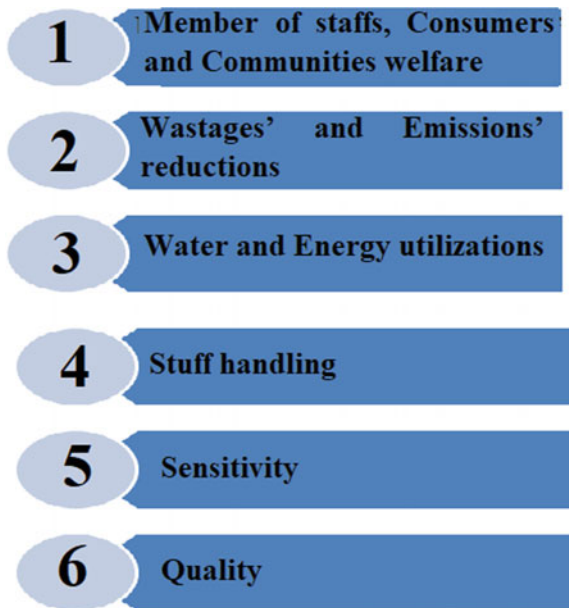 1
Member of staffs, Consumers'
and Communities welfare
2
Wastages' and Emissions'
reductions
3
Water and Energy utilizations
4
Stuff handling
5
Sensitivity
6
Quality